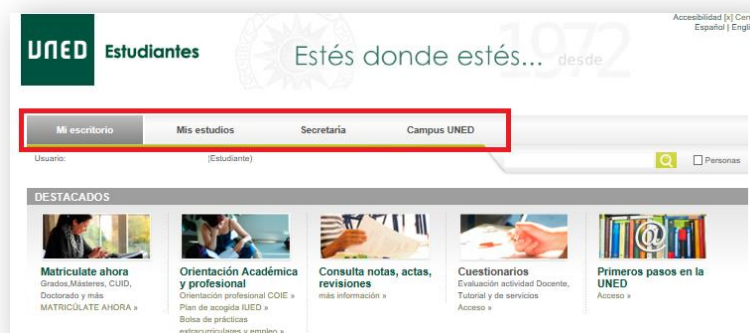 Accesibilidad [x] Cen
Español | Engli
UNED Estudiantes
Estés donde estés... desde 1972
Mi escritorio Mis estudios Secretaría Campus UNED
Usuario: (Estudiante)
Personas
DESTACADOS
Matricúlate ahora
Grados,Másteres, CUID,
Doctorado y más
MATRICÚLATE AHORA »
Orientación Académica
y profesional
Orientación profesional COIE »
Plan de acogida IUED »
Bolsa de prácticas
extracurriculares y empleo »
Consulta notas, actas,
revisiones
más información »
Cuestionarios
Evaluación actividad Docente,
Tutorial y de servicios
Acceso »
@
Primeros pasos en la
UNED
Acceso »